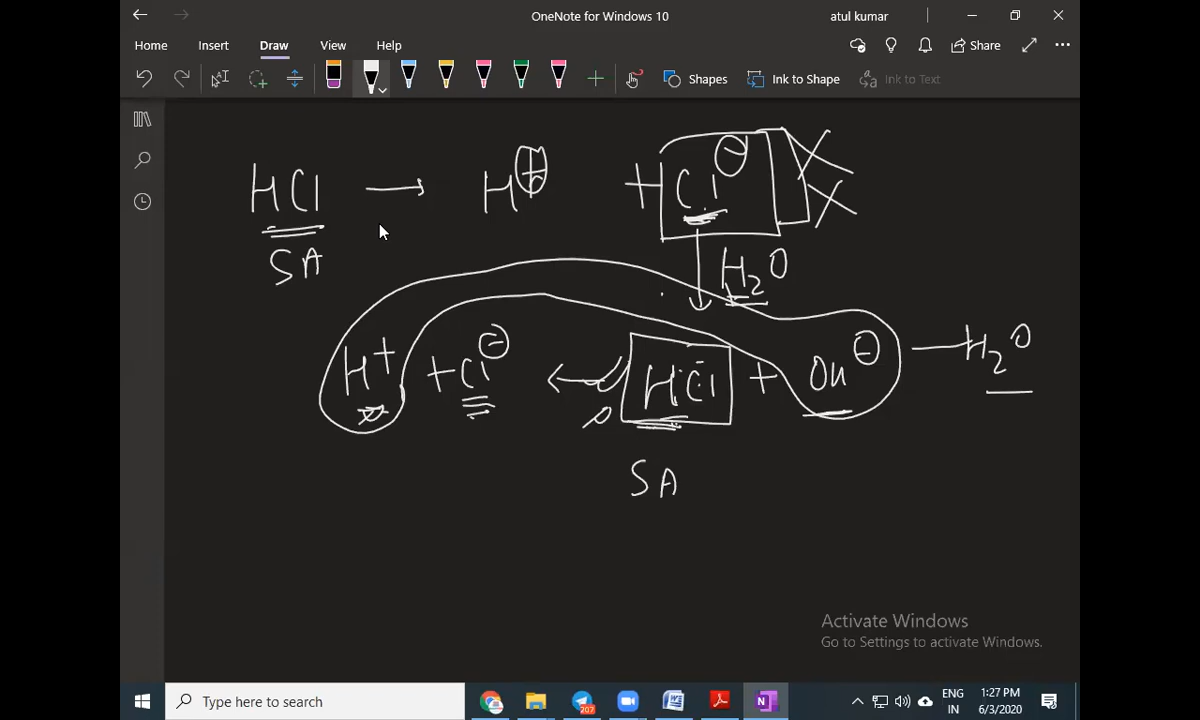 OneNote for Windows 10
atul kumar
Home Insert Draw View Help
Share
Shapes Ink to Shape Ink to Text
HCl → H⊕ + Cl⊖
SA
H₂O
H⁺ + Cl⊖ ← HCl + OH⊖ — H₂O
SA
Activate Windows
Go to Settings to activate Windows.
Type here to search
207
ENG 1:27 PM
IN 6/3/2020